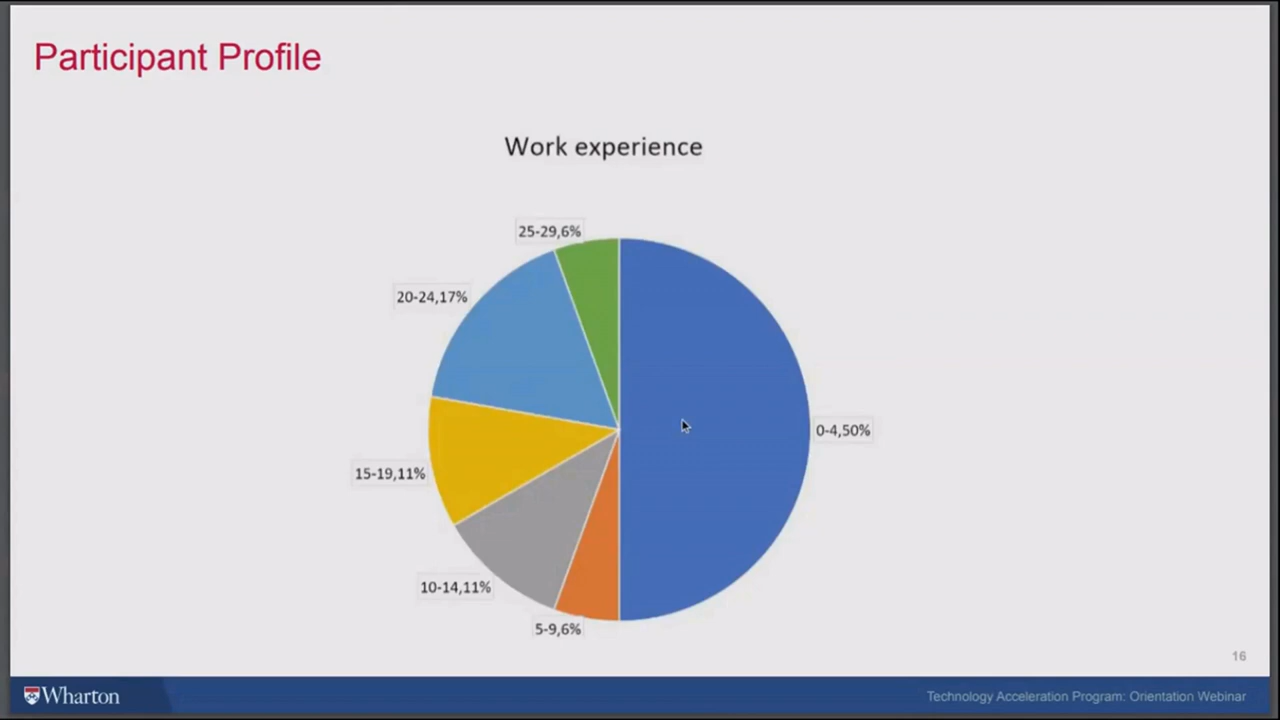 Participant Profile
Work experience
25-29,6%
20-24,17%
0-4,50%
15-19,11%
10-14,11%
5-9,6%
16
Wharton
Technology Acceleration Program: Orientation Webinar